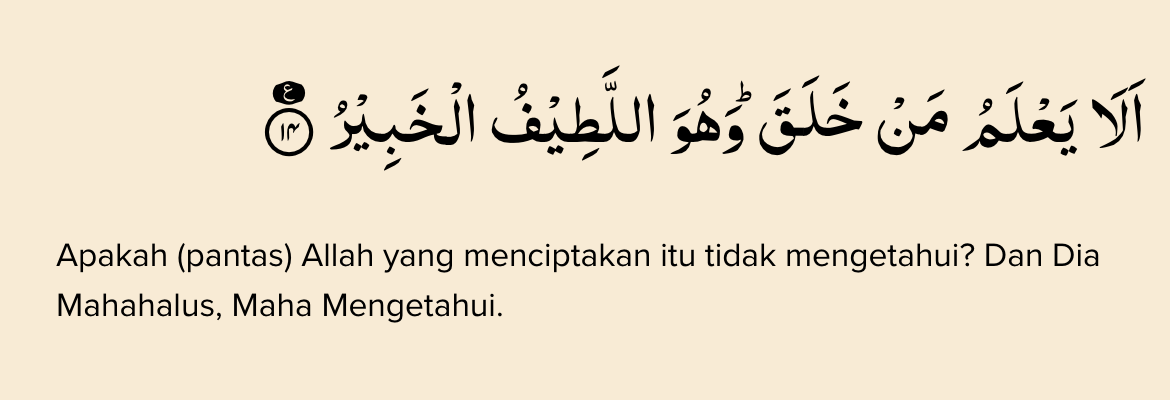 اَلَا يَعْلَمُ مَنْ خَلَقَۗ وَهُوَ اللَّطِيْفُ الْخَبِيْرُ ࣖ ١٤
Apakah (pantas) Allah yang menciptakan itu tidak mengetahui? Dan Dia
Mahahalus, Maha Mengetahui.